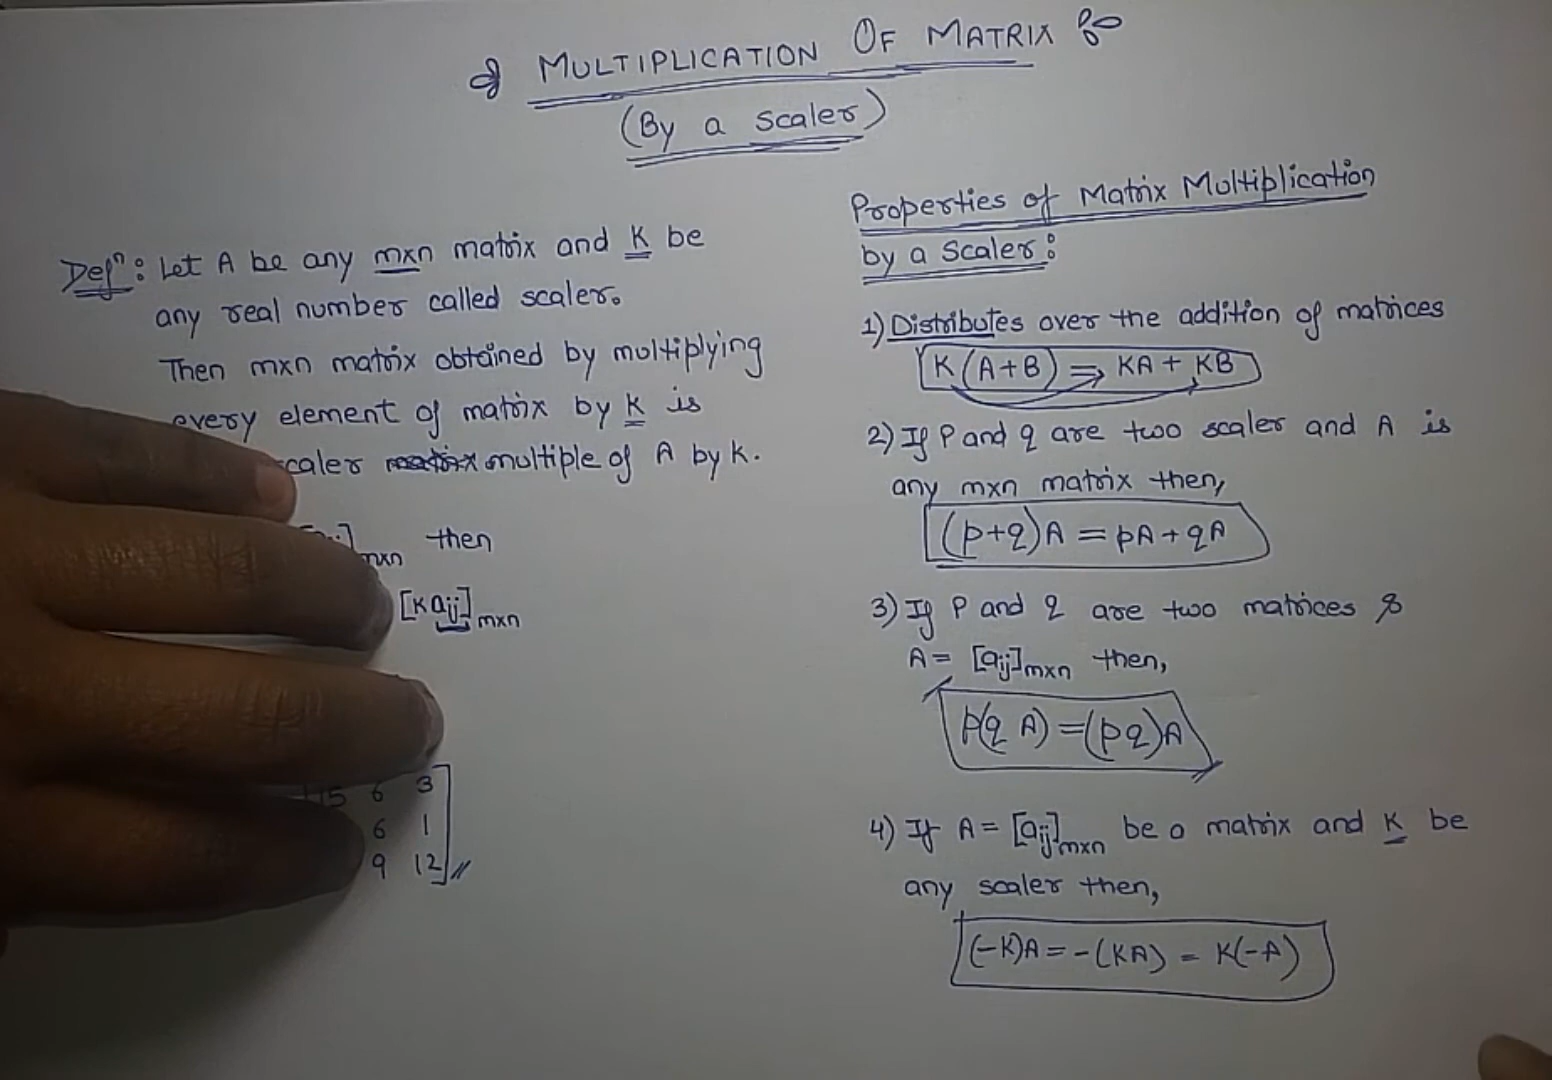 MULTIPLICATION OF MATRIX
(By a scaler)
Defⁿ: Let A be any mxn matrix and K be
any real number called scaler.
Then mxn matrix obtained by multiplying
every element of matrix by K is
scaler multiple of A by K.
mxn then
[Kaij]mxn
15 6 3
6 1
9 12
Properties of Matrix Multiplication
by a Scaler:
1) Distributes over the addition of matrices
K(A+B) ⇒ KA + KB
2) If P and q are two scaler and A is
any mxn matrix then,
(p+q)A = pA + qA
3) If P and q are two matrices &
A = [aij]mxn then,
p(q A) = (pq)A
4) If A = [aij]mxn be a matrix and K be
any scaler then,
(-K)A = -(KA) = K(-A)